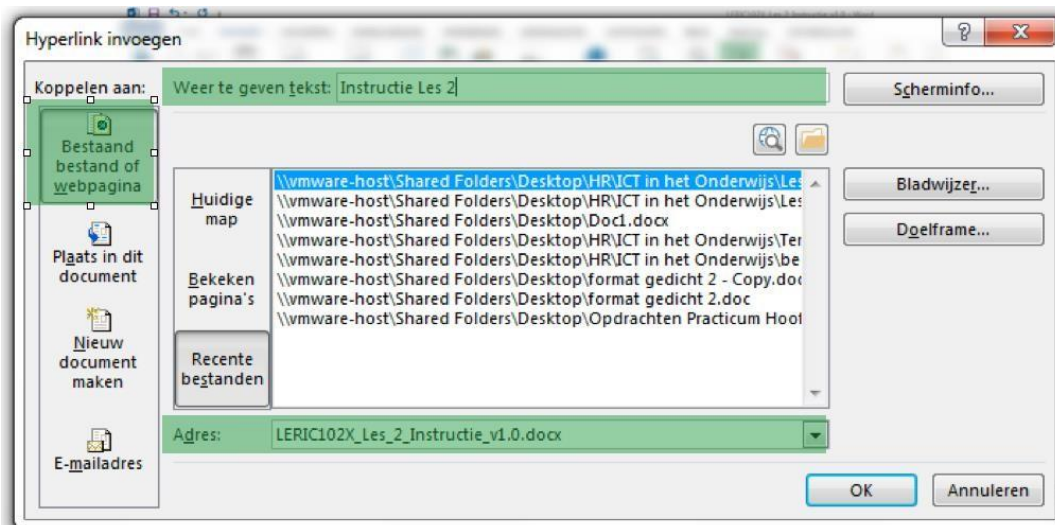 Hyperlink invoegen
Koppelen aan:
Weer te geven tekst: Instructie Les 2
Scherminfo...
Bestaand
bestand of
webpagina
Plaats in dit
document
Nieuw
document
maken
E-mailadres
Huidige
map
Bekeken
pagina's
Recente
bestanden
\\vmware-host\Shared Folders\Desktop\HR\ICT in het Onderwijs\Les
\\vmware-host\Shared Folders\Desktop\HR\ICT in het Onderwijs\Les
\\vmware-host\Shared Folders\Desktop\Doc1.docx
\\vmware-host\Shared Folders\Desktop\HR\ICT in het Onderwijs\Ter
\\vmware-host\Shared Folders\Desktop\HR\ICT in het Onderwijs\be
\\vmware-host\Shared Folders\Desktop\format gedicht 2 - Copy.doc
\\vmware-host\Shared Folders\Desktop\format gedicht 2.doc
\\vmware-host\Shared Folders\Desktop\Opdrachten Practicum Hoof
Bladwijzer...
Doelframe...
Adres: LERIC102X_Les_2_Instructie_v1.0.docx
OK
Annuleren